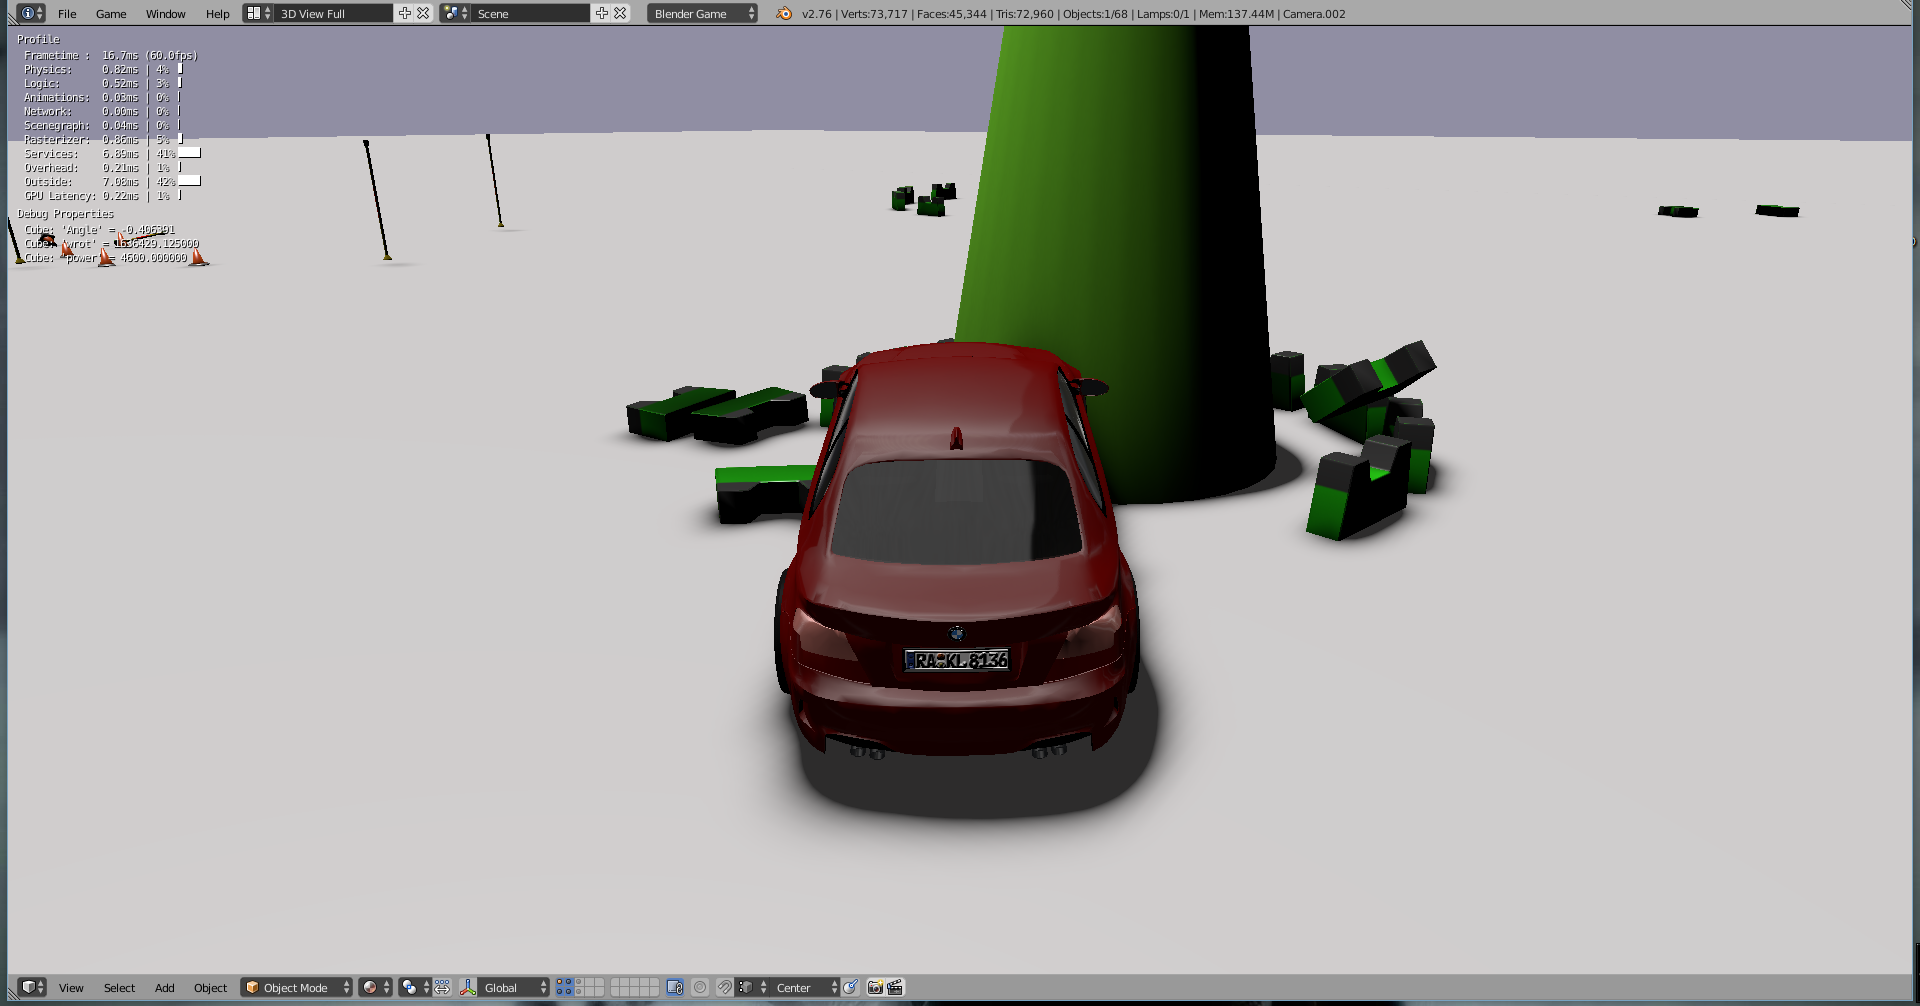 File Game Window Help 3D View Full Scene Blender Game v2.76 | Verts:73,717 | Faces:45,344 | Tris:72,960 | Objects:1/68 | Lamps:0/1 | Mem:137.44M | Camera.002
Profile
Frametime : 16.7ms (60.0fps)
Physics: 0.82ms | 4%
Logic: 0.52ms | 3%
Animations: 0.03ms | 0%
Network: 0.00ms | 0%
Scenegraph: 0.04ms | 0%
Rasterizer: 0.86ms | 5%
Services: 6.89ms | 41%
Overhead: 0.21ms | 1%
Outside: 7.08ms | 42%
GPU Latency: 0.22ms | 1%
Debug Properties
Cube: 'Angle' = -0.406391
Cube: 'wrot' = 1636429.125000
Cube: 'power' = 4600.000000
RA KL 8136
View Select Add Object Object Mode Global Center